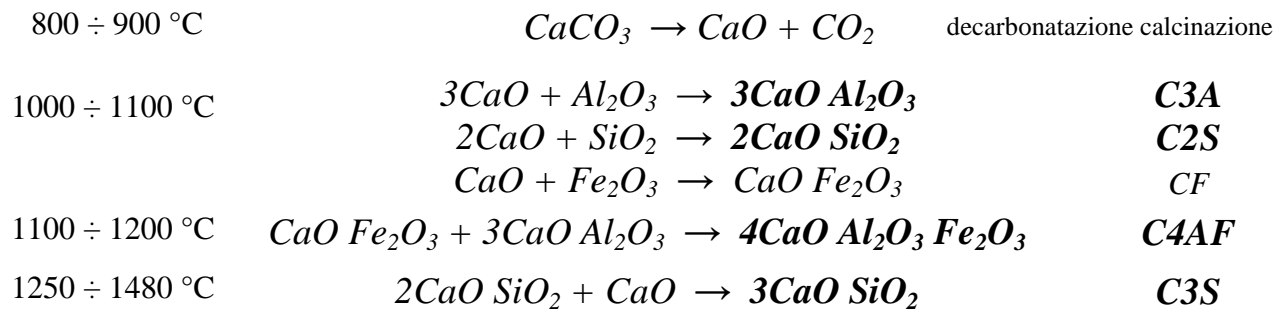 800 ÷ 900 °C CaCO₃ → CaO + CO₂ decarbonatazione calcinazione
1000 ÷ 1100 °C 3CaO + Al₂O₃ → 3CaO Al₂O₃ C3A
2CaO + SiO₂ → 2CaO SiO₂ C2S
CaO + Fe₂O₃ → CaO Fe₂O₃ CF
1100 ÷ 1200 °C CaO Fe₂O₃ + 3CaO Al₂O₃ → 4CaO Al₂O₃ Fe₂O₃ C4AF
1250 ÷ 1480 °C 2CaO SiO₂ + CaO → 3CaO SiO₂ C3S